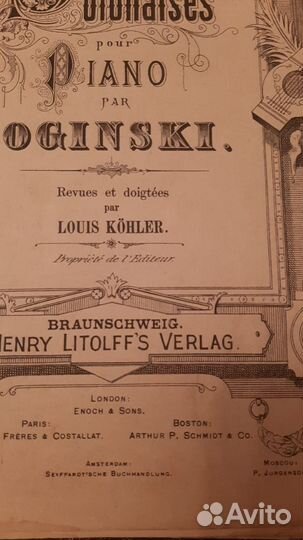 Polonaises
pour
PIANO
PAR
OGINSKI.
Revues et doigtées
par
LOUIS KÖHLER.
Propriété de l'Editeur.
BRAUNSCHWEIG.
HENRY LITOLFF'S VERLAG.
LONDON:
ENOCH & SONS.
PARIS: BOSTON:
FRÈRES & COSTALLAT. ARTHUR P. SCHMIDT & CO.
AMSTERDAM: MOSCOU:
SEYFFARDT'SCHE BUCHHANDLUNG. P. JURGENSO
Avito